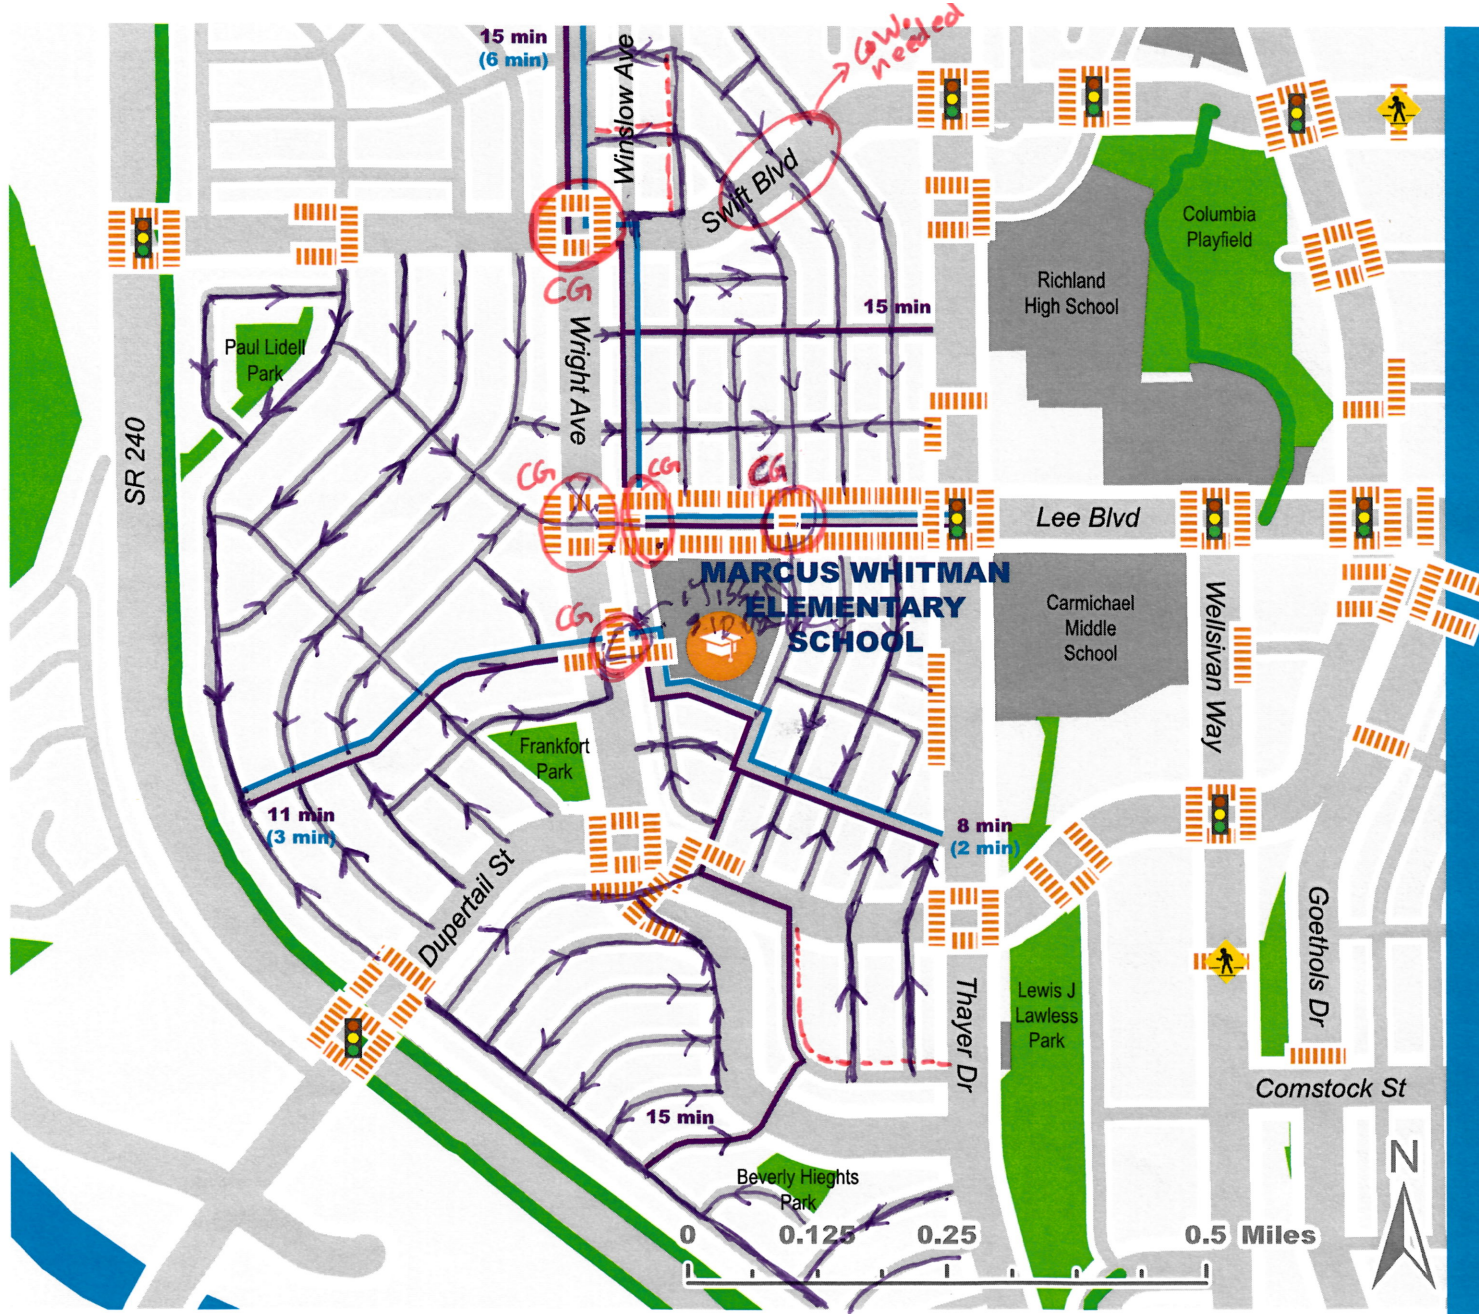 C.W.
needed
15 min
(6 min)
Winslow Ave
Swift Blvd
Columbia
Playfield
CG
Richland
High School
15 min
Paul Lidell
Park
Wright Ave
SR 240
CG
CG
CG
Lee Blvd
MARCUS WHITMAN
ELEMENTARY
SCHOOL
Carmichael
Middle
School
Wellsivan Way
CG
Frankfort
Park
11 min
(3 min)
8 min
(2 min)
Dupertail St
Goethols Dr
Thayer Dr
Lewis J
Lawless
Park
Comstock St
15 min
N
Beverly Hieghts
Park
0 0.125 0.25 0.5 Miles